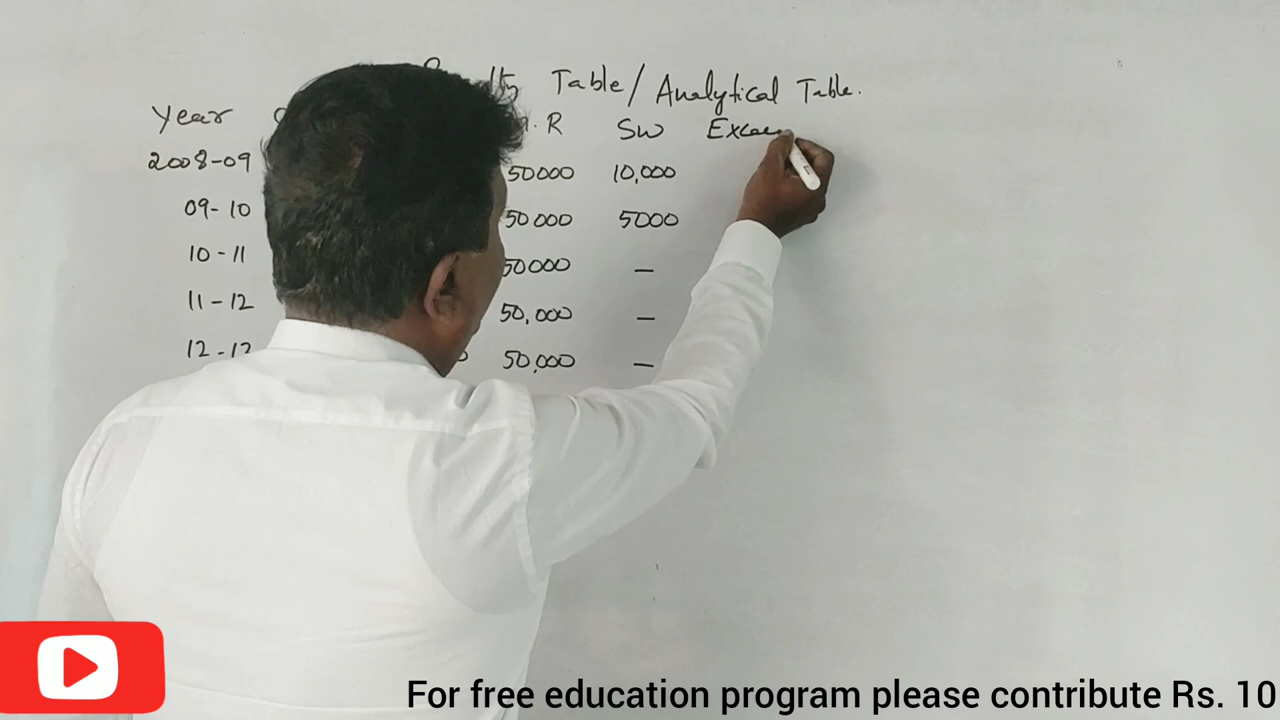 Table / Analytical Table.
Year . R SW
2008-09 50000 10,000
09-10 50000 5000
10-11 50000 —
11-12 50,000 —
12-13 50,000 —
For free education program please contribute Rs. 10